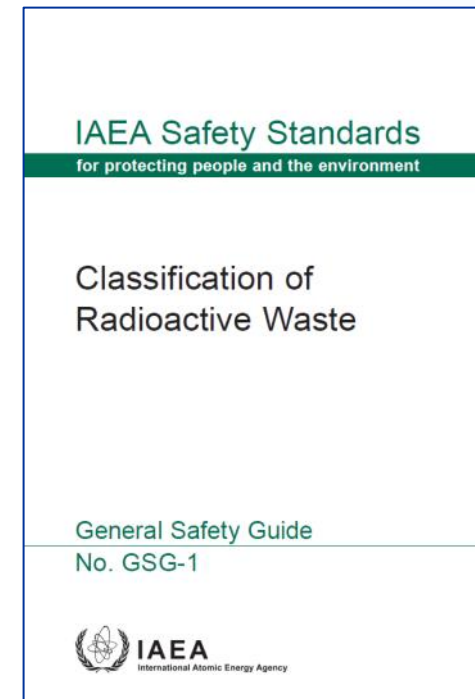 IAEA Safety Standards
for protecting people and the environment
Classification of
Radioactive Waste
General Safety Guide
No. GSG-1
IAEA
International Atomic Energy Agency